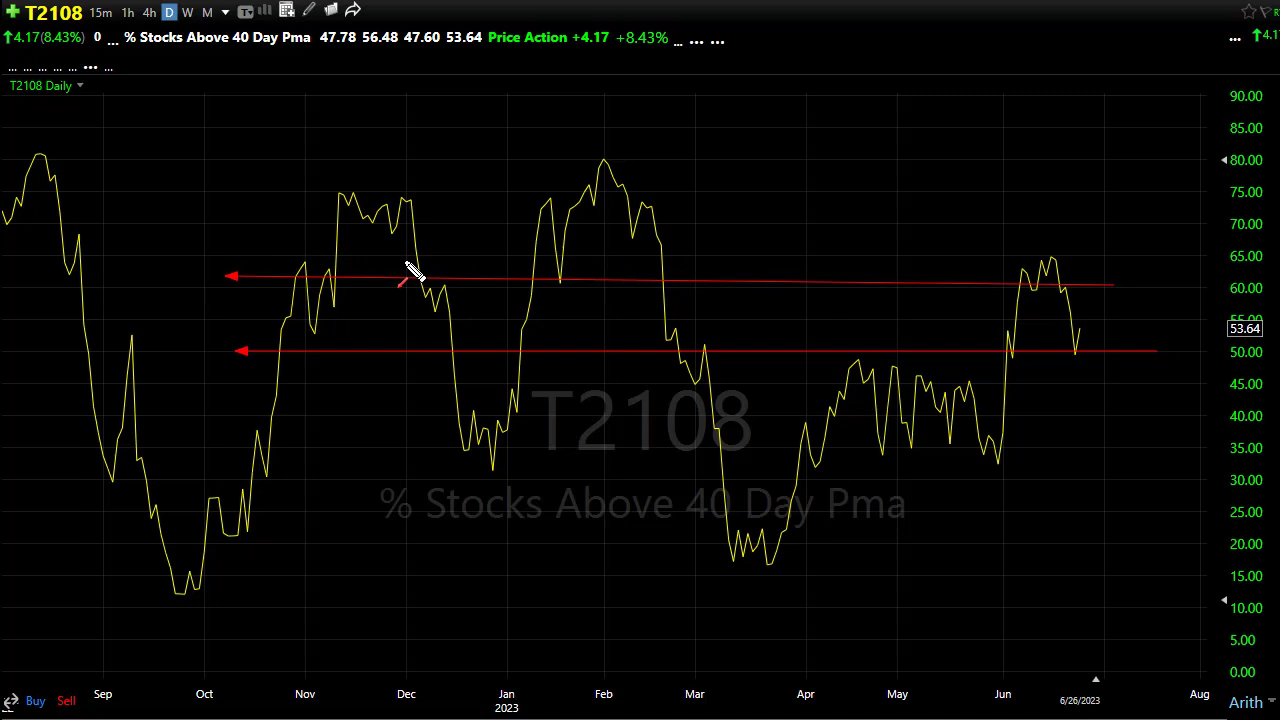 T2108 15m 1h 4h D W M
4.17(8.43%) 0 ... % Stocks Above 40 Day Pma 47.78 56.48 47.60 53.64 Price Action +4.17 +8.43% ... ... ... ... 4.17
... ... ... ... ... ... ...
T2108 Daily
90.00
85.00
80.00
75.00
70.00
65.00
60.00
55.00
53.64
50.00
45.00
40.00
35.00
30.00
25.00
20.00
15.00
10.00
5.00
0.00
T2108
% Stocks Above 40 Day Pma
Sep Oct Nov Dec Jan Feb Mar Apr May Jun Aug
2023 6/26/2023
Buy Sell
Arith